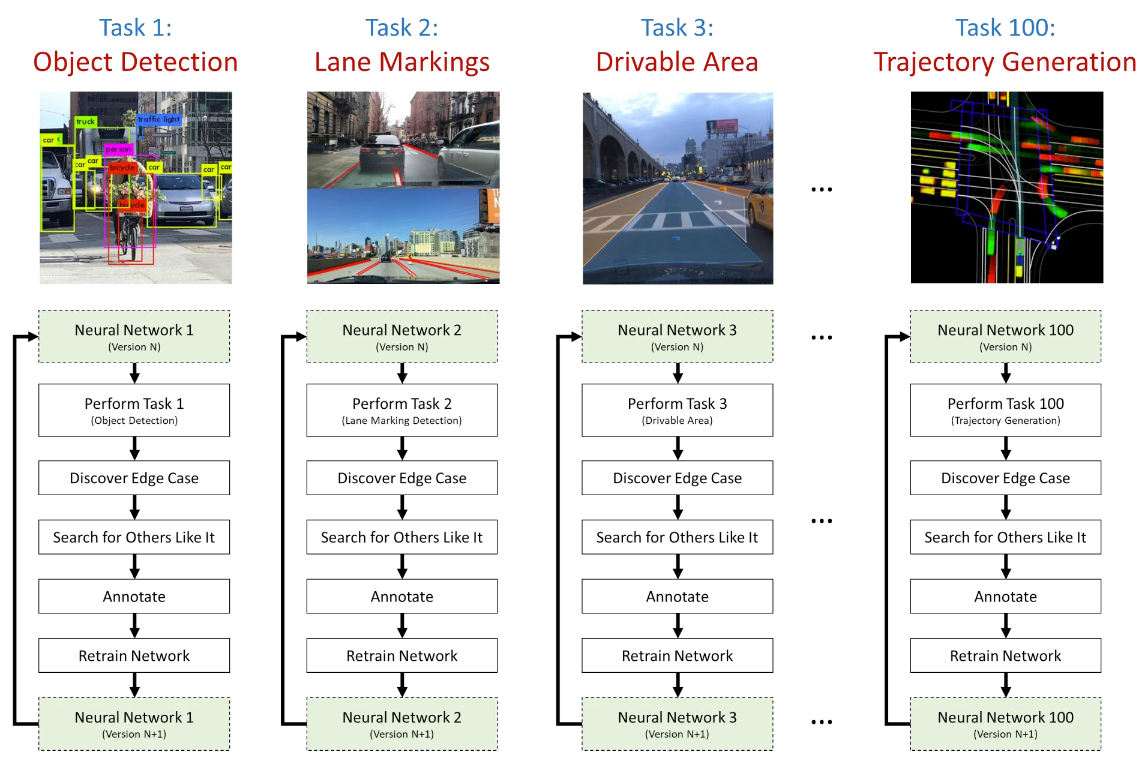 Task 1:
Object Detection
car
truck
traffic light
person
car
car
bicycle
car
car
car
bicycle
Neural Network 1
(Version N)
Perform Task 1
(Object Detection)
Discover Edge Case
Search for Others Like It
Annotate
Retrain Network
Neural Network 1
(Version N+1)
Task 2:
Lane Markings
Neural Network 2
(Version N)
Perform Task 2
(Lane Marking Detection)
Discover Edge Case
Search for Others Like It
Annotate
Retrain Network
Neural Network 2
(Version N+1)
Task 3:
Drivable Area
Neural Network 3
(Version N)
Perform Task 3
(Drivable Area)
Discover Edge Case
Search for Others Like It
Annotate
Retrain Network
Neural Network 3
(Version N+1)
...
...
...
...
Task 100:
Trajectory Generation
Neural Network 100
(Version N)
Perform Task 100
(Trajectory Generation)
Discover Edge Case
Search for Others Like It
Annotate
Retrain Network
Neural Network 100
(Version N+1)